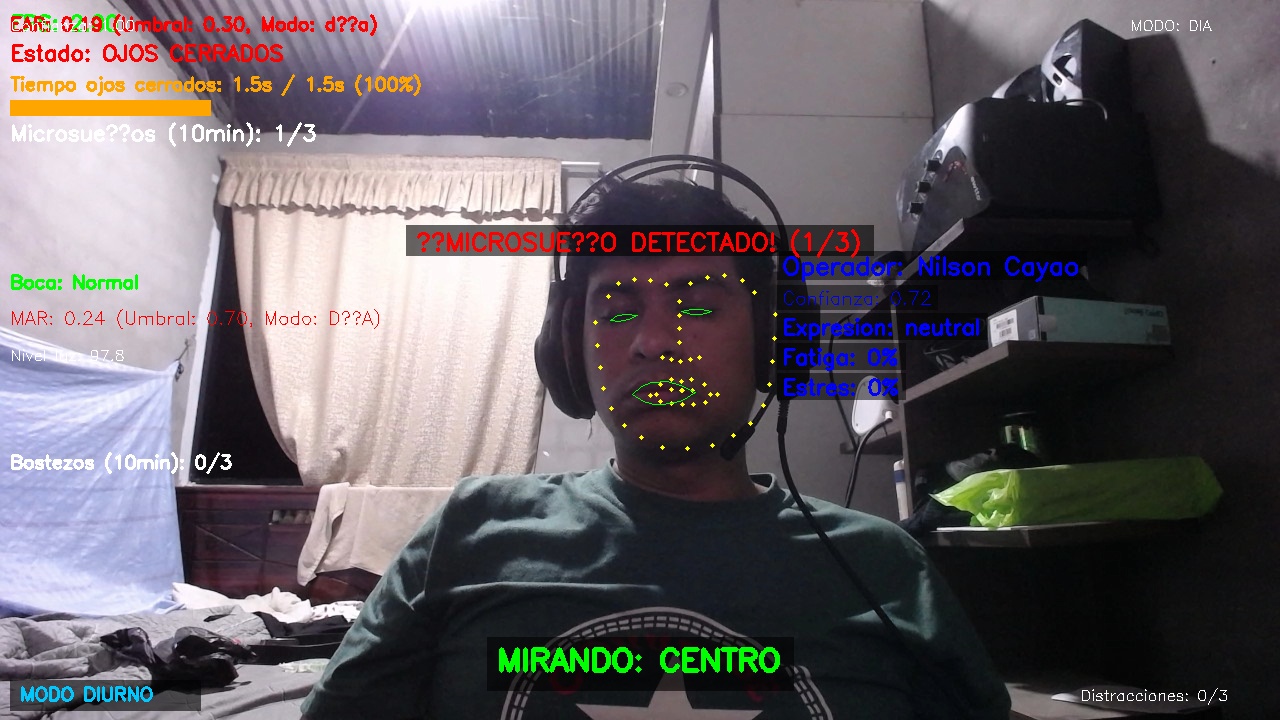 EAR: 0.19 (Umbral: 0.30, Modo: d??a)
MODO: DIA
Estado: OJOS CERRADOS
Tiempo ojos cerrados: 1.5s / 1.5s (100%)
Microsue??os (10min): 1/3
??MICROSUE??O DETECTADO! (1/3)
Operador: Nilson Cayao
Boca: Normal
Confianza: 0.72
MAR: 0.24 (Umbral: 0.70, Modo: D??A)
Expresion: neutral
Nivel luz: 97.8
Fatiga: 0%
Estres: 0%
Bostezos (10min): 0/3
MIRANDO: CENTRO
MODO DIURNO
Distracciones: 0/3